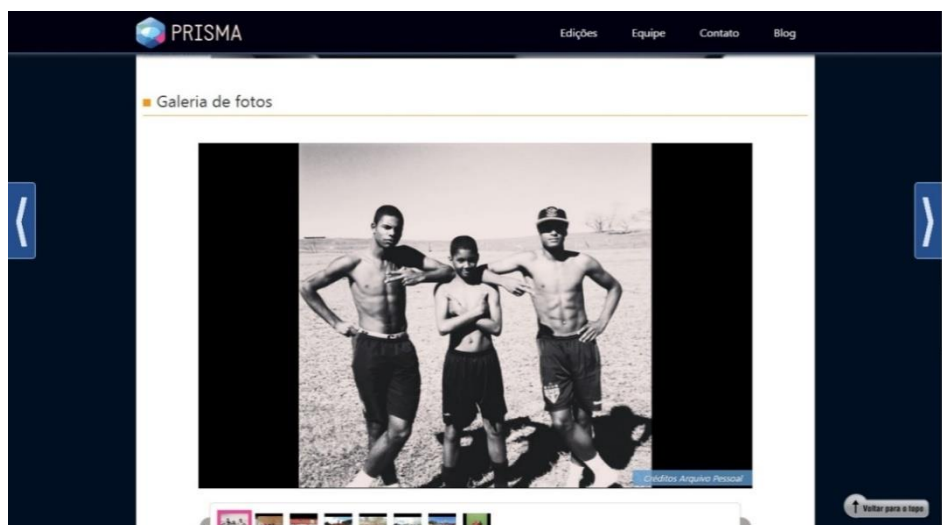 PRISMA
Edições Equipe Contato Blog
Galeria de fotos
Créditos Arquivo Pessoal
Voltar para o topo